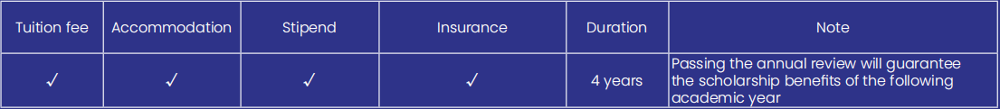 Tuition fee Accommodation Stipend Insurance Duration Note
✓ ✓ ✓ ✓ 4 years Passing the annual review will guarantee
the scholarship benefits of the following
academic year